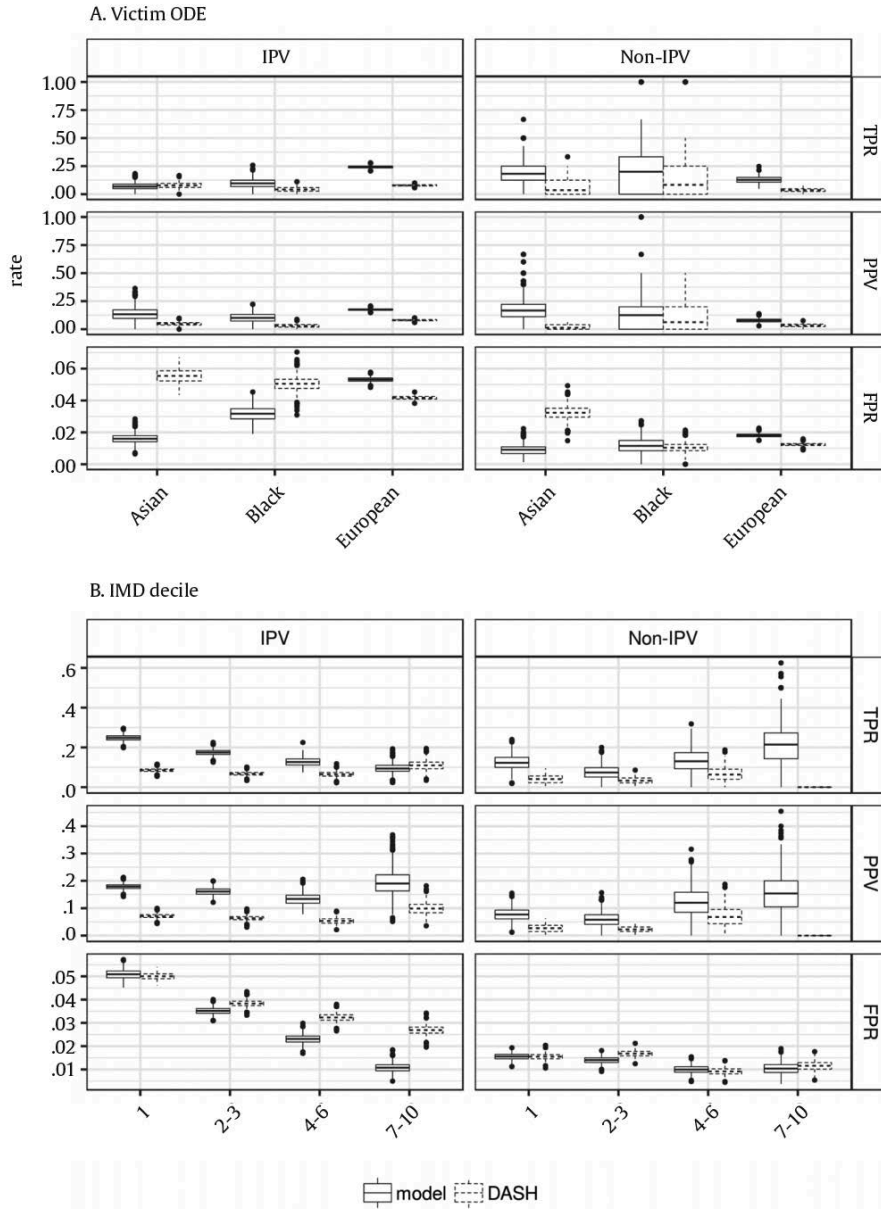 A. Victim ODE
IPV
Non-IPV
1.00
.75
.50
.25
.00
TPR
1.00
.75
.50
.25
.00
PPV
rate
.06
.04
.02
.00
FPR
Asian
Black
European
Asian
Black
European
B. IMD decile
IPV
Non-IPV
.6
.4
.2
.0
TPR
.4
.3
.2
.1
.0
PPV
.05
.04
.03
.02
.01
FPR
1
2-3
4-6
7-10
1
2-3
4-6
7-10
model DASH